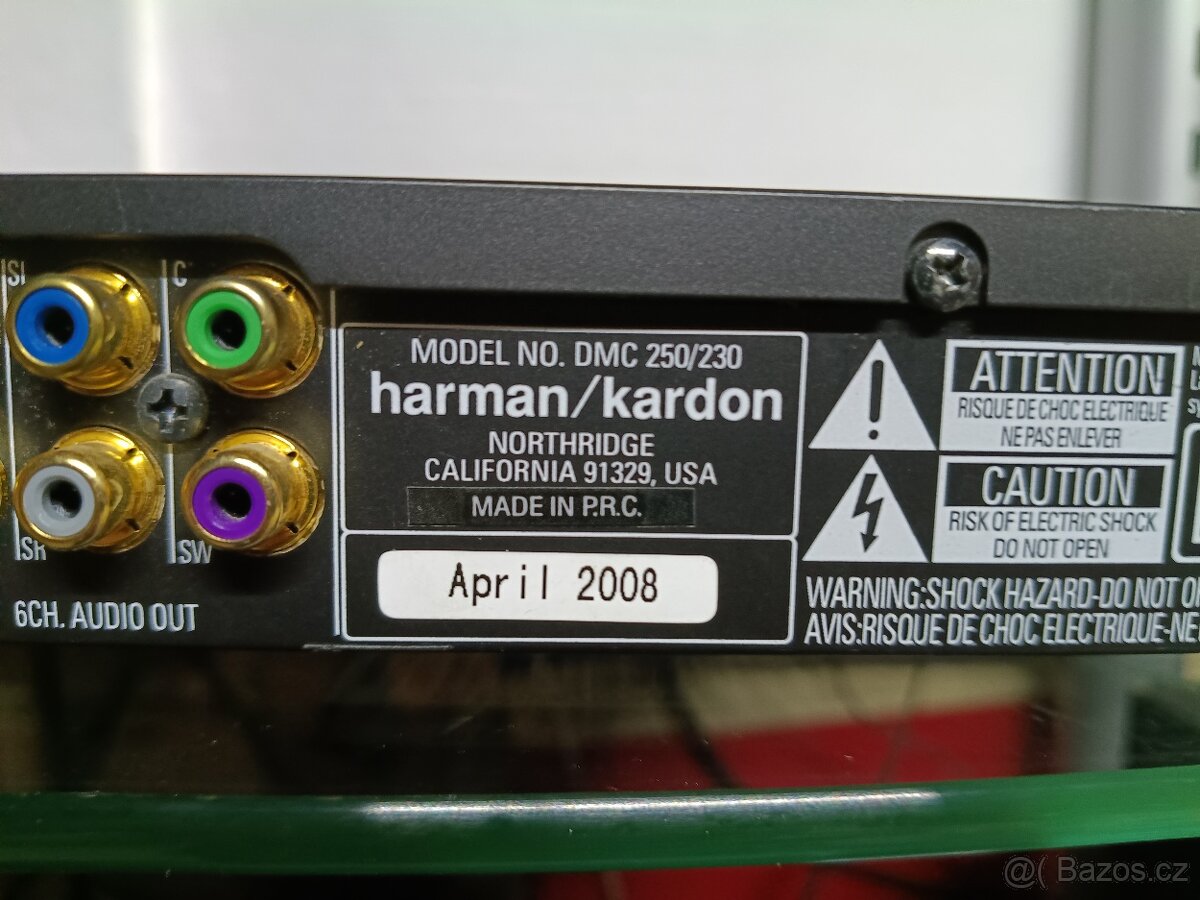 SL
C
SR
SW
6CH. AUDIO OUT
MODEL NO. DMC 250/230
harman/kardon
NORTHRIDGE
CALIFORNIA 91329, USA
MADE IN P.R.C.
April 2008
ATTENTION
RISQUE DE CHOC ELECTRIQUE
NE PAS ENLEVER
CAUTION
RISK OF ELECTRIC SHOCK
DO NOT OPEN
WARNING:SHOCK HAZARD-DO NOT
AVIS:RISQUE DE CHOC ELECTRIQUE-NE
@( Bazos.cz